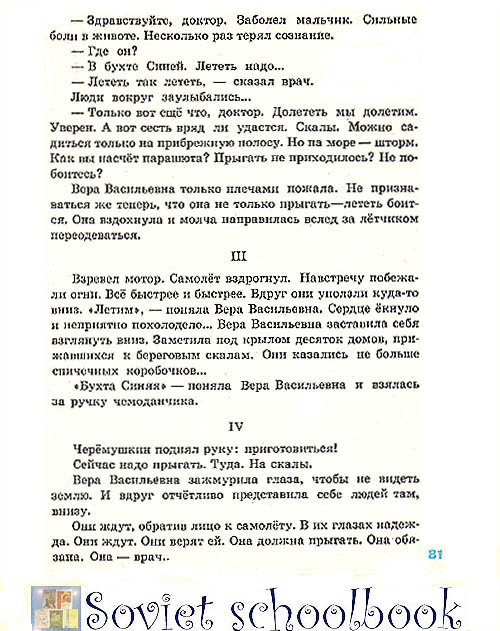 — Здравствуйте, доктор. Заболел мальчик. Сильные
боли в животе. Несколько раз терял сознание.
— Где он?
— В бухте Синей. Лететь надо...
— Лететь так лететь, — сказал врач.
Люди вокруг заулыбались...
— Только вот ещё что, доктор. Долететь мы долетим.
Уверен. А вот сесть вряд ли удастся. Скалы. Можно са-
диться только на прибрежную полосу. Но на море — шторм.
Как вы насчёт парашюта? Прыгать не приходилось? Не по-
боитесь?
Вера Васильевна только плечами пожала. Не призна-
ваться же теперь, что она не только прыгать—лететь боит-
ся. Она вздохнула и молча направилась вслед за лётчиком
переодеваться.
III
Взревел мотор. Самолёт вздрогнул. Навстречу побежа-
ли огни. Всё быстрее и быстрее. Вдруг они уползли куда-то
вниз. «Летим», — поняла Вера Васильевна. Сердце ёкнуло
и неприятно похолодело... Вера Васильевна заставила себя
взглянуть вниз. Заметила под крылом десяток домов, при-
жавшихся к береговым скалам. Они казались не больше
спичечных коробочек...
«Бухта Синяя» — поняла Вера Васильевна и взялась
за ручку чемоданчика.
IV
Черёмушкин поднял руку: приготовиться!
Сейчас надо прыгать. Туда. На скалы.
Вера Васильевна зажмурила глаза, чтобы не видеть
землю. И вдруг отчётливо представила себе людей там,
внизу.
Они ждут, обратив лицо к самолёту. В их глазах надеж-
да. Они ждут. Они верят ей. Она должна прыгать. Она обя-
зана. Она — врач..
31
Soviet schoolbook